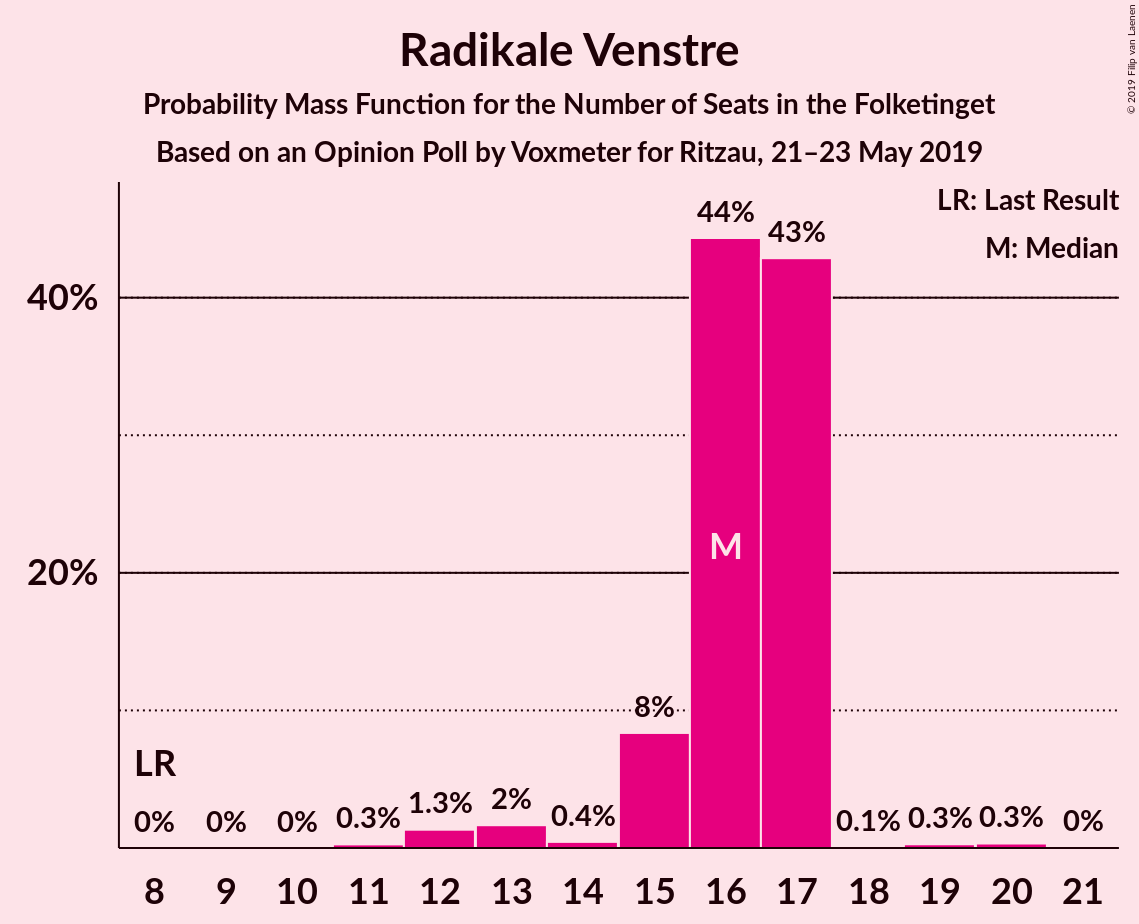 Radikale Venstre
Probability Mass Function for the Number of Seats in the Folketinget
Based on an Opinion Poll by Voxmeter for Ritzau, 21–23 May 2019
© 2019 Filip van Laenen
LR: Last Result
M: Median
40%
20%
LR
M
0%
0%
0%
0.3%
1.3%
2%
0.4%
8%
44%
43%
0.1%
0.3%
0.3%
0%
8 9 10 11 12 13 14 15 16 17 18 19 20 21